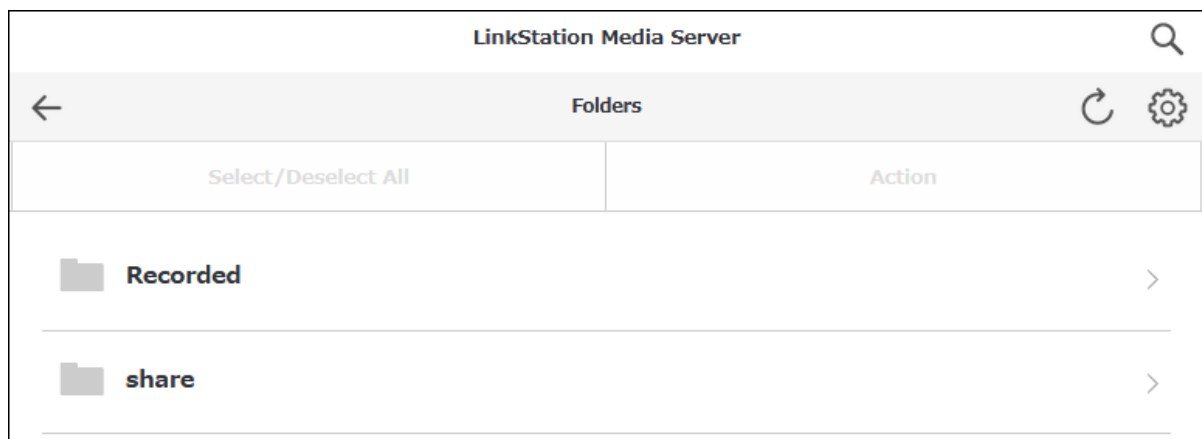 LinkStation Media Server
Folders
Select/Deselect All
Action
Recorded
share